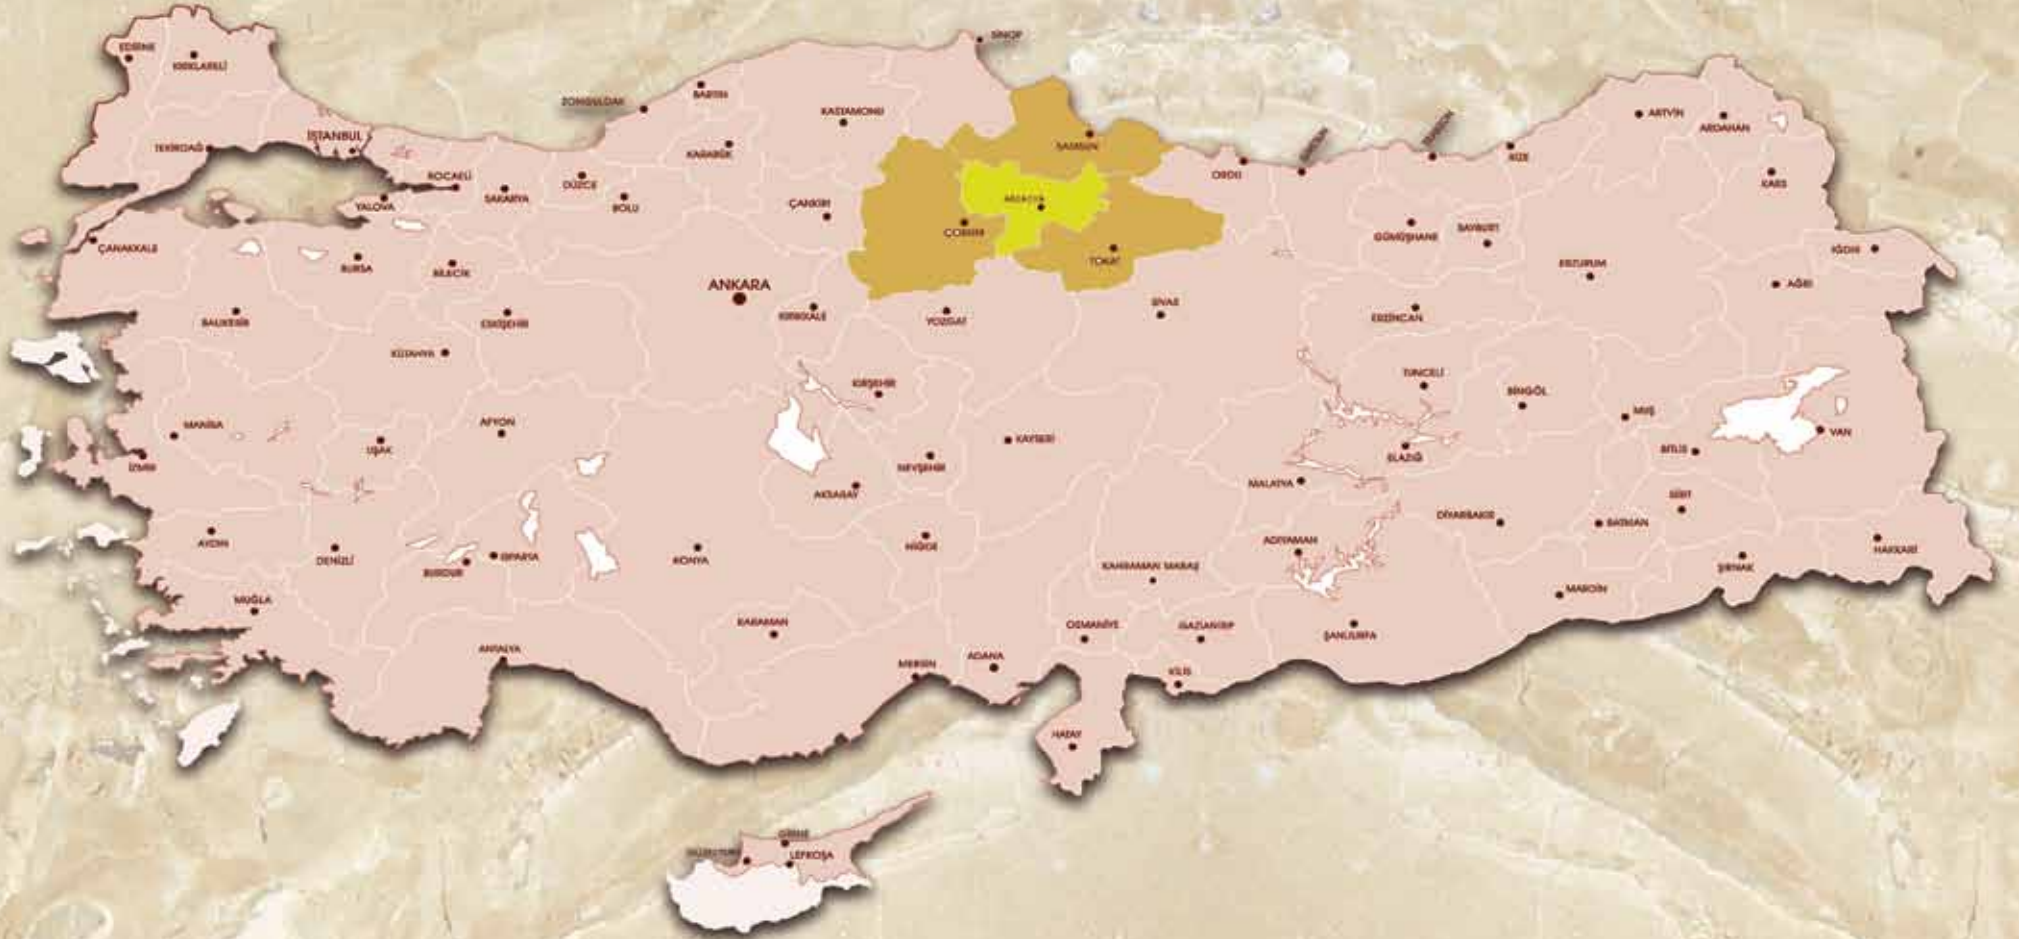 SİNOP
EDİRNE
KIRKLARELİ
BARTIN
ZONGULDAK
KASTAMONU
ARTVİN
ARDAHAN
İSTANBUL
TEKİRDAĞ
KARABÜK
SAMSUN
RİZE
ORDU
KOCAELİ
SAKARYA
DÜZCE
BOLU
YALOVA
ÇANKIRI
AMASYA
KARS
ÇANAKKALE
ÇORUM
TOKAT
GÜMÜŞHANE
BAYBURT
IĞDIR
BURSA
BİLECİK
ERZURUM
AĞRI
ANKARA
BALIKESİR
ESKİŞEHİR
KIRIKKALE
YOZGAT
SİVAS
ERZİNCAN
KÜTAHYA
KIRŞEHİR
TUNCELİ
BİNGÖL
MANİSA
UŞAK
AFYON
KAYSERİ
MUŞ
VAN
İZMİR
NEVŞEHİR
ELAZIĞ
BİTLİS
AKSARAY
MALATYA
SİİRT
AYDIN
DENİZLİ
BURDUR
ISPARTA
KONYA
NİĞDE
ADIYAMAN
DİYARBAKIR
BATMAN
HAKKARİ
KAHRAMAN MARAŞ
ŞIRNAK
MUĞLA
MARDİN
KARAMAN
OSMANİYE
GAZİANTEP
ŞANLIURFA
ANTALYA
MERSİN
ADANA
KİLİS
HATAY
GİRNE
LEFKOŞA